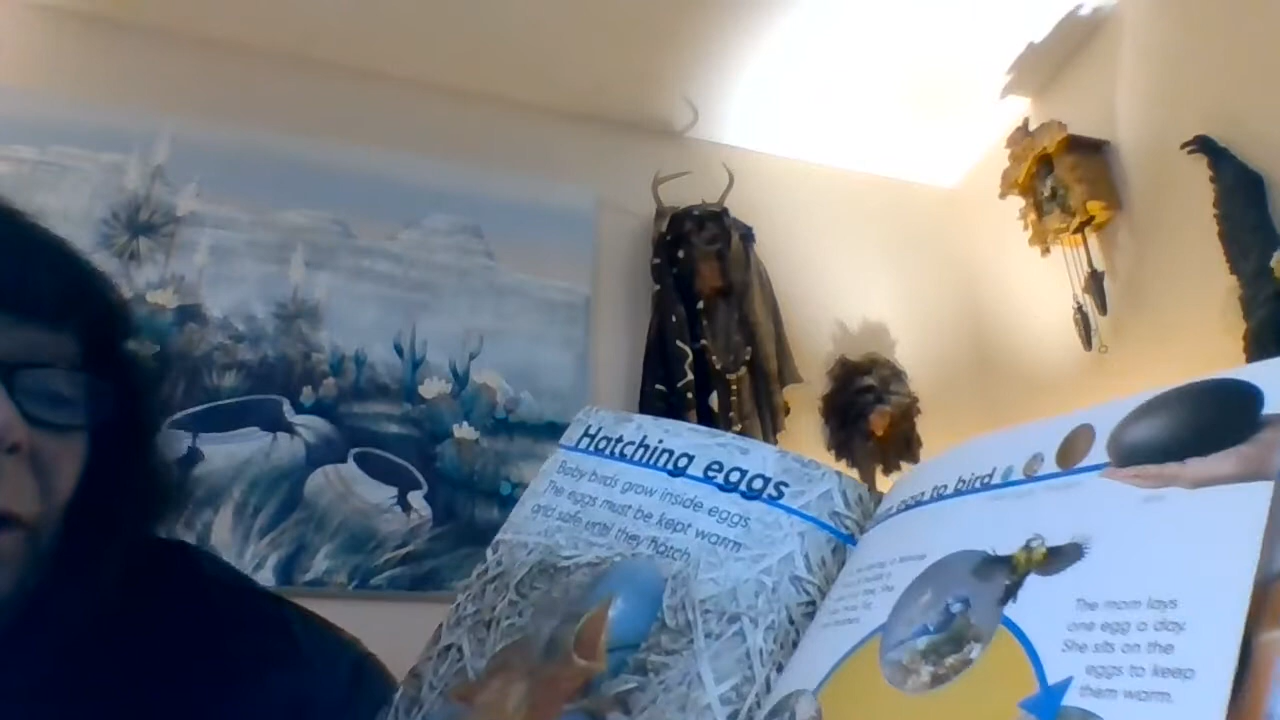 Hatching eggs
Baby birds grow inside eggs.
The eggs must be kept warm
and safe until they hatch.
egg to bird
The mom lays
one egg a day.
She sits on the
eggs to keep
them warm.